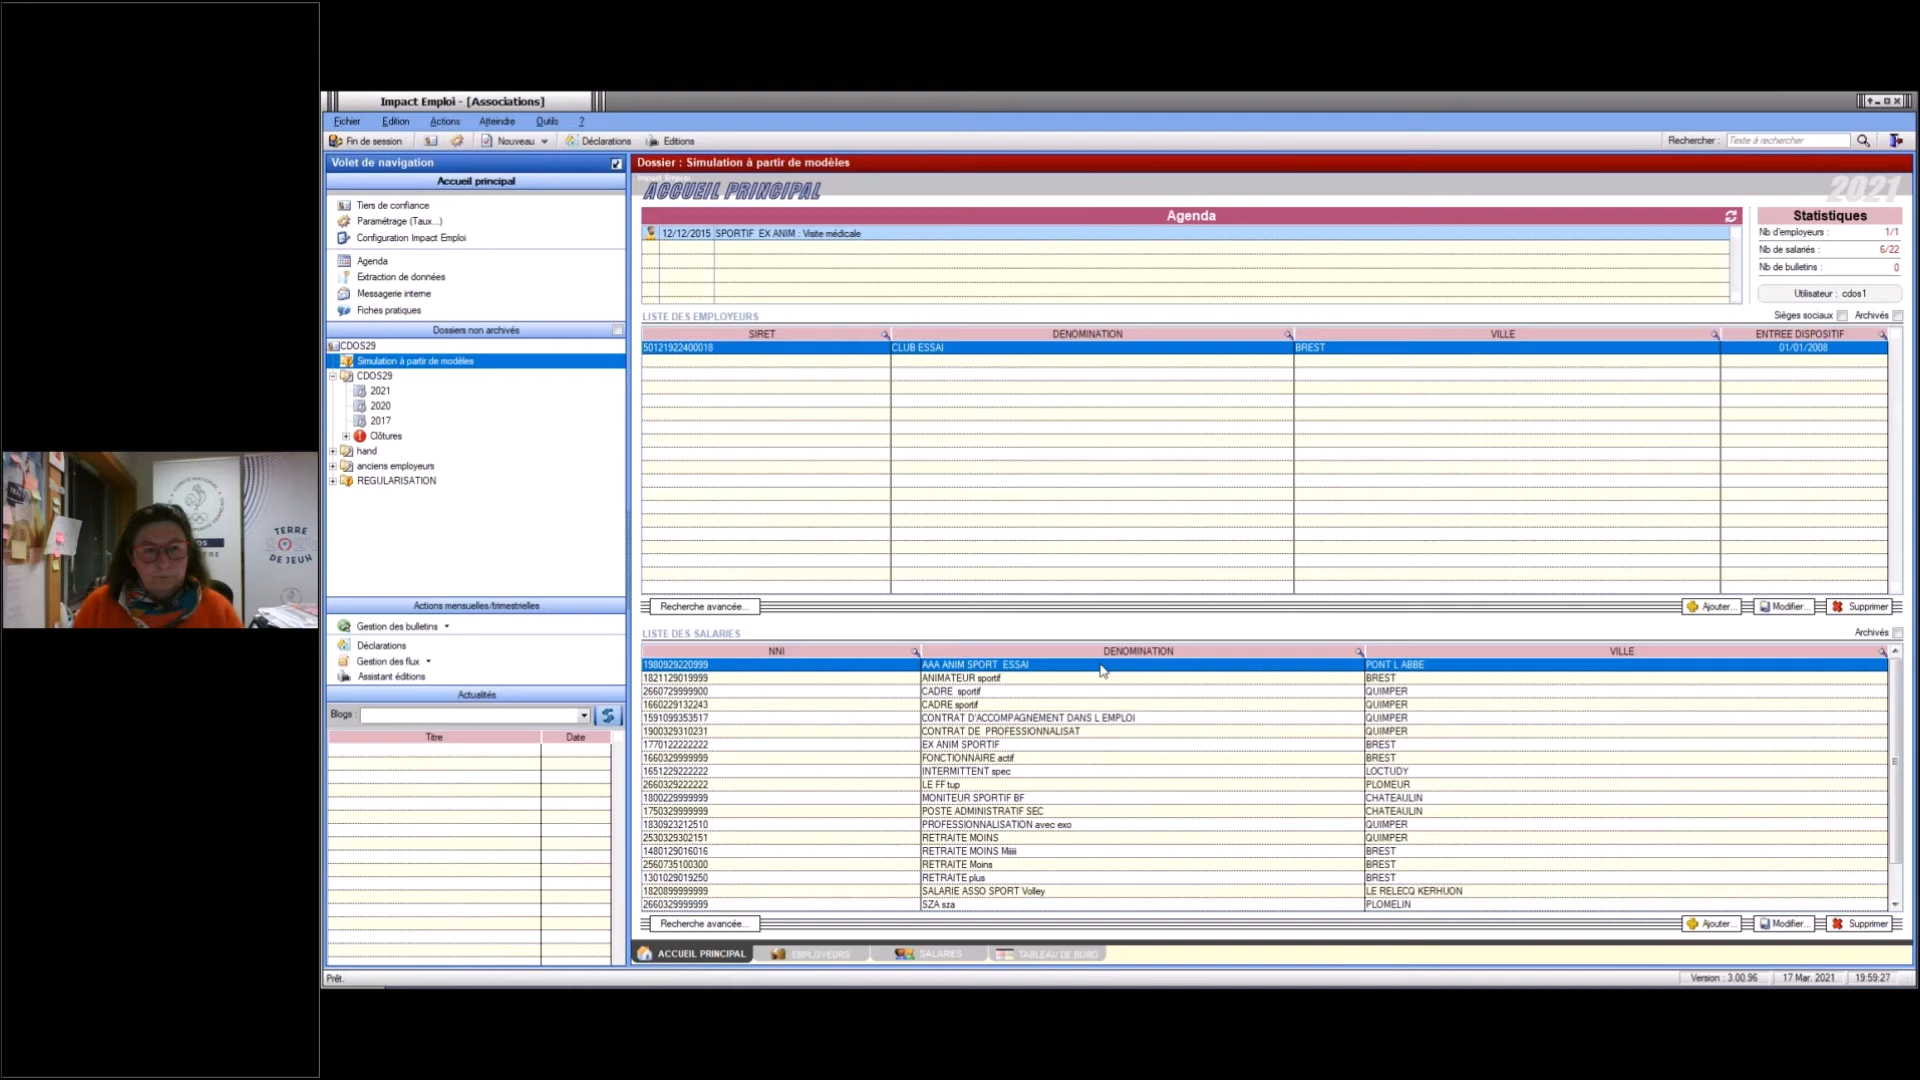 Impact Emploi - [Associations]
Fichier Edition Actions Atteindre Outils ?
Fin de session Nouveau Déclarations Editions Rechercher : Texte à rechercher
Volet de navigation
Accueil principal
Tiers de confiance
Paramétrage (Taux...)
Configuration Impact Emploi
Agenda
Extraction de données
Messagerie interne
Fiches pratiques
Dossiers non archivés
CDOS29
Simulation à partir de modèles
CDOS29
2021
2020
2017
Clôtures
hand
anciens employeurs
REGULARISATION
Actions mensuelles/trimestrielles
Gestion des bulletins
Déclarations
Gestion des flux
Assistant éditions
Actualités
Blogs :
Titre Date
Dossier : Simulation à partir de modèles
Impact Emploi
ACCUEIL PRINCIPAL 2021
Agenda
12/12/2015 SPORTIF EX ANIM : Visite médicale
Statistiques
Nb d'employeurs : 1/1
Nb de salariés : 6/22
Nb de bulletins : 0
Utilisateur : cdos1
LISTE DES EMPLOYEURS Sièges sociaux Archivés
SIRET DENOMINATION VILLE ENTREE DISPOSITIF
50121922400018 CLUB ESSAI BREST 01/01/2008
Recherche avancée... Ajouter... Modifier... Supprimer
LISTE DES SALARIES Archivés
NNI DENOMINATION VILLE
1980929220999 AAA ANIM SPORT ESSAI PONT L ABBE
1821129019999 ANIMATEUR sportif BREST
2660729999900 CADRE sportif QUIMPER
1660229132243 CADRE sportif QUIMPER
1591099353517 CONTRAT D'ACCOMPAGNEMENT DANS L EMPLOI QUIMPER
1900329310231 CONTRAT DE PROFESSIONNALISAT QUIMPER
1770122222222 EX ANIM SPORTIF BREST
1660329999999 FONCTIONNAIRE actif BREST
1651229222222 INTERMITTENT spec LOCTUDY
2660329222222 LE FF tup PLOMEUR
1800229999999 MONITEUR SPORTIF BF CHATEAULIN
1750329999999 POSTE ADMINISTRATIF SEC CHATEAULIN
1830923212510 PROFESSIONNALISATION avec exo QUIMPER
2530329302151 RETRAITE MOINS QUIMPER
1480129016016 RETRAITE MOINS Miiii BREST
2560735100300 RETRAITE Moins BREST
1301029019250 RETRAITE plus BREST
1820899999999 SALARIE ASSO SPORT Volley LE RELECQ KERHUON
2660329999999 SZA sza PLOMELIN
Recherche avancée... Ajouter... Modifier... Supprimer
ACCUEIL PRINCIPAL EMPLOYEURS SALARIES TABLEAU DE BORD
Prêt. Version : 3.00.96 17 Mar. 2021 19:59:27
TERRE
2024
DE JEUX